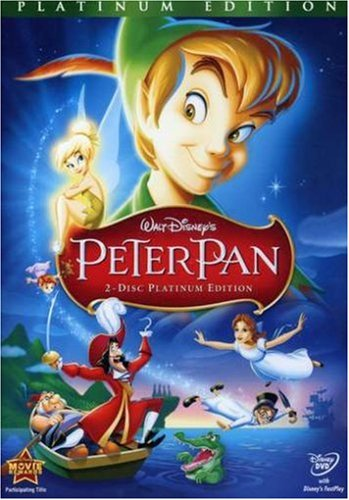 PLATINUM EDITION
WALT DISNEY'S
PETER PAN
2-DISC PLATINUM EDITION
Disney
MOVIE
REWARDS
Participating Title
Disney
DVD
with
Disney's FastPlay